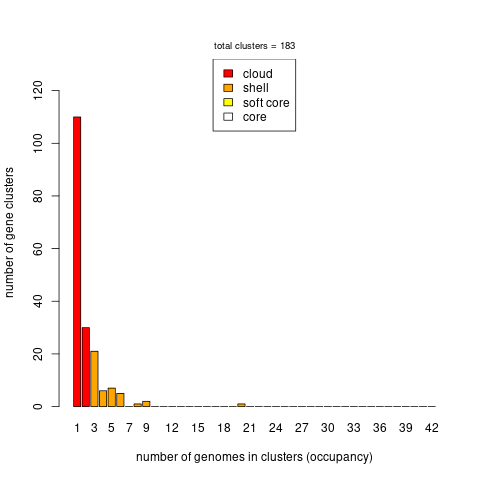 total clusters = 183
cloud
shell
soft core
core
number of gene clusters
120
100
80
60
40
20
0
1 3 5 7 9 12 15 18 21 24 27 30 33 36 39 42
number of genomes in clusters (occupancy)